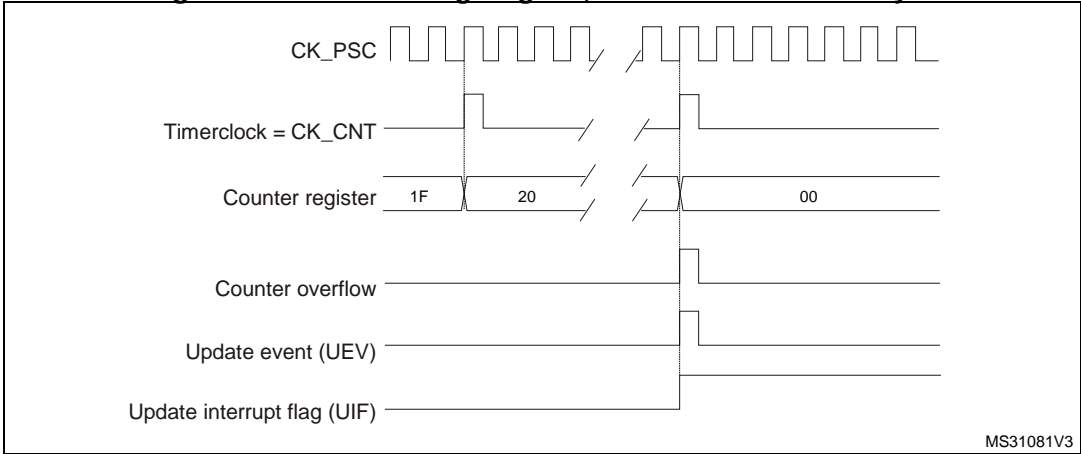 CK_PSC
Timerclock = CK_CNT
Counter register
1F
20
00
Counter overflow
Update event (UEV)
Update interrupt flag (UIF)
MS31081V3